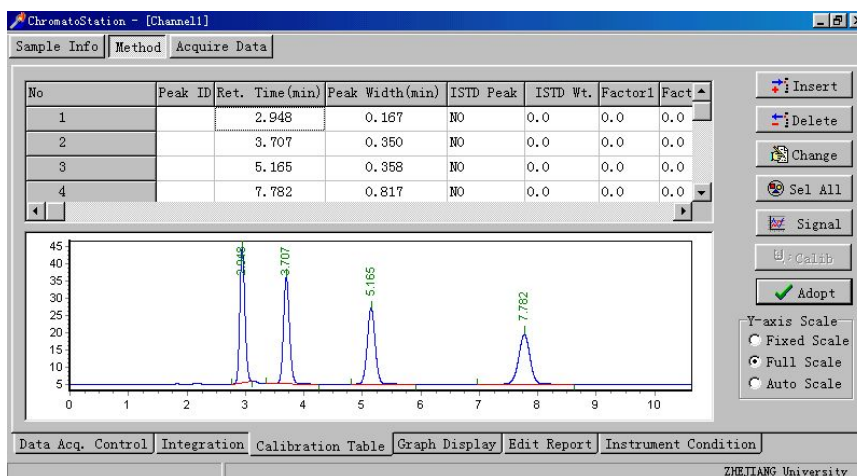 ChromatoStation - [Channel1]
Sample Info Method Acquire Data
No Peak ID Ret. Time(min) Peak Width(min) ISTD Peak ISTD Wt. Factor1 Fact
1 2.948 0.167 NO 0.0 0.0 0.0
2 3.707 0.350 NO 0.0 0.0 0.0
3 5.165 0.358 NO 0.0 0.0 0.0
4 7.782 0.817 NO 0.0 0.0 0.0
Insert
Delete
Change
Sel All
Signal
Calib
Adopt
Y-axis Scale
Fixed Scale
Full Scale
Auto Scale
45
40
35
30
25
20
15
10
5
2.948
3.707
5.165
7.782
0 1 2 3 4 5 6 7 8 9 10
Data Acq. Control Integration Calibration Table Graph Display Edit Report Instrument Condition
ZHEJIANG University